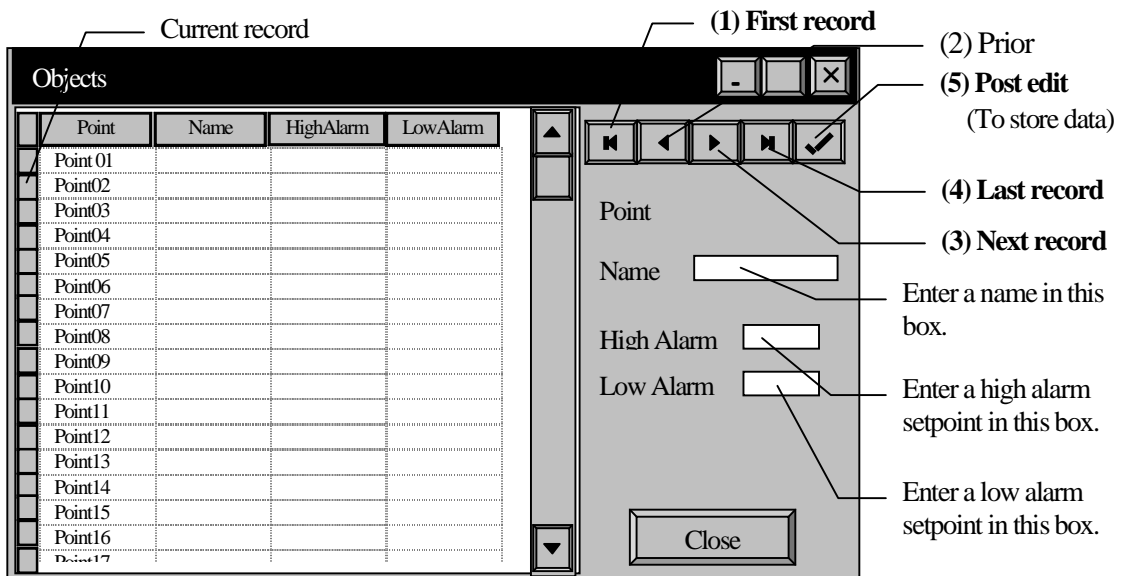 Current record
(1) First record
(2) Prior
(5) Post edit
(To store data)
Objects
Point Name HighAlarm LowAlarm
Point 01
Point02
Point03
Point04
Point05
Point06
Point07
Point08
Point09
Point10
Point11
Point12
Point13
Point14
Point15
Point16
Point17
Point
Name
High Alarm
Low Alarm
Close
(4) Last record
(3) Next record
Enter a name in this
box.
Enter a high alarm
setpoint in this box.
Enter a low alarm
setpoint in this box.